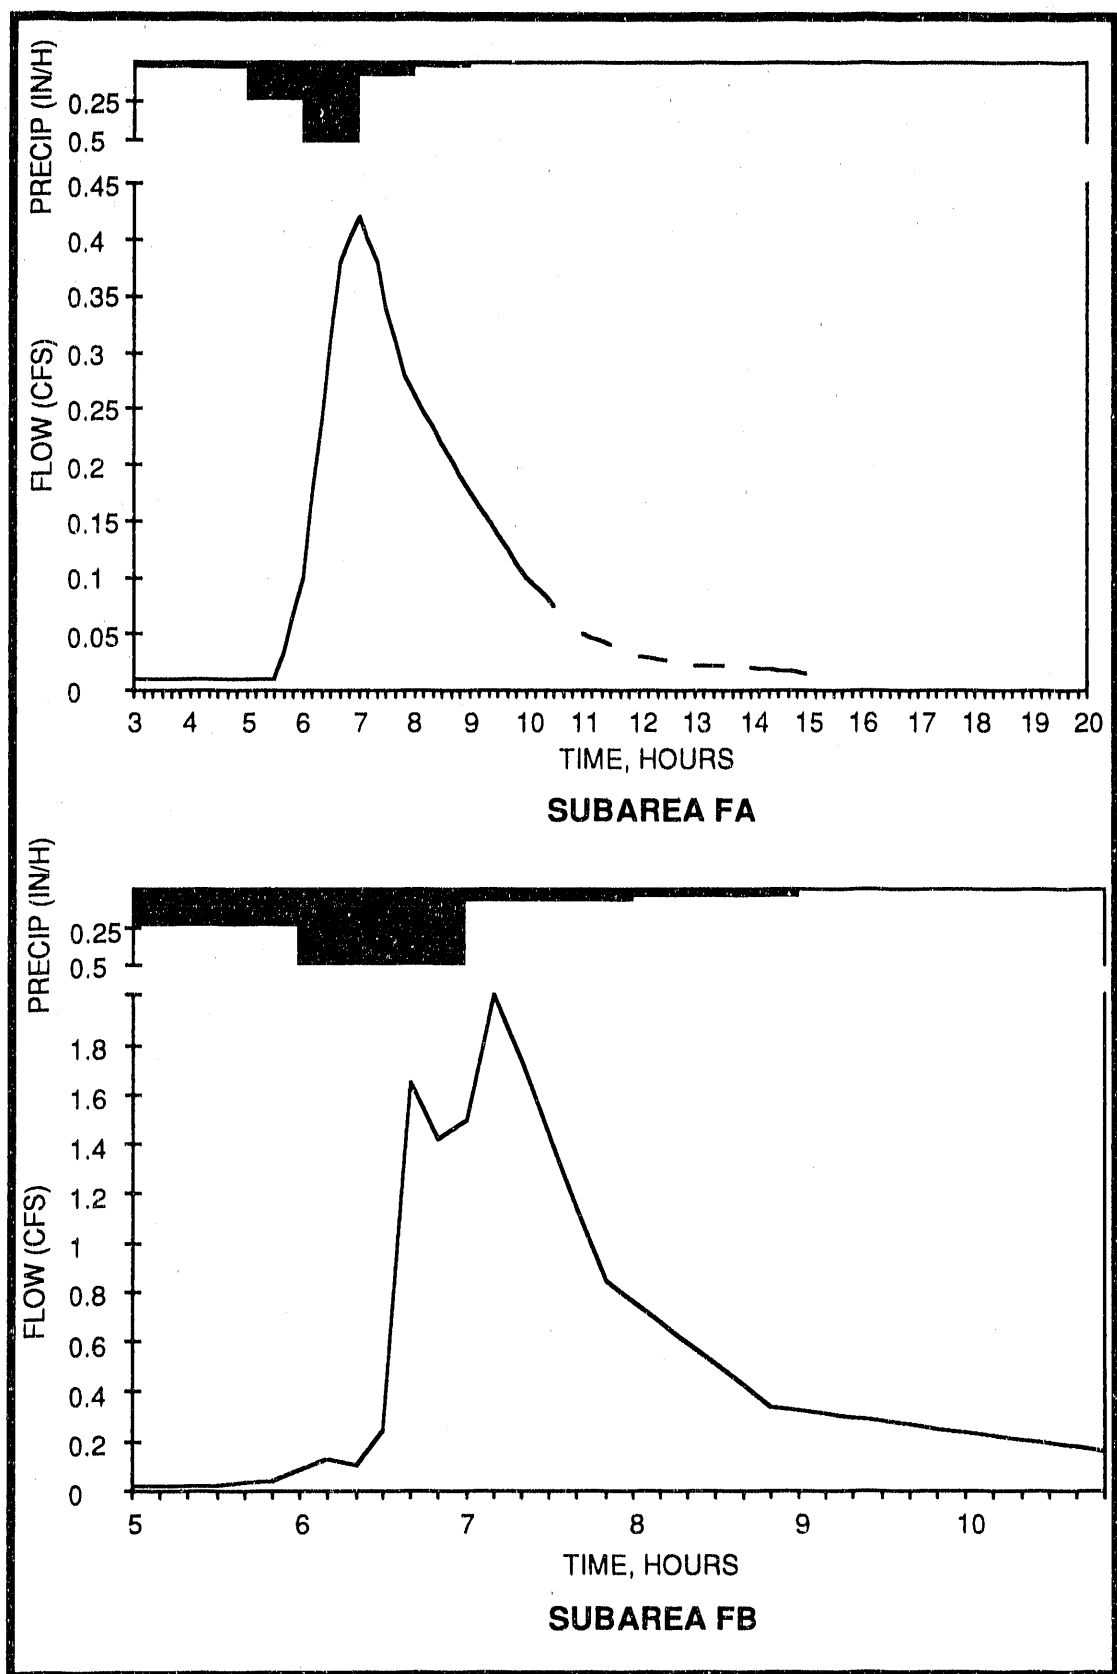 PRECIP (IN/H)
0.25
0.5
FLOW (CFS)
0.45
0.4
0.35
0.3
0.25
0.2
0.15
0.1
0.05
0
3 4 5 6 7 8 9 10 11 12 13 14 15 16 17 18 19 20
TIME, HOURS
SUBAREA FA
PRECIP (IN/H)
0.25
0.5
FLOW (CFS)
1.8
1.6
1.4
1.2
1
0.8
0.6
0.4
0.2
0
5 6 7 8 9 10
TIME, HOURS
SUBAREA FB